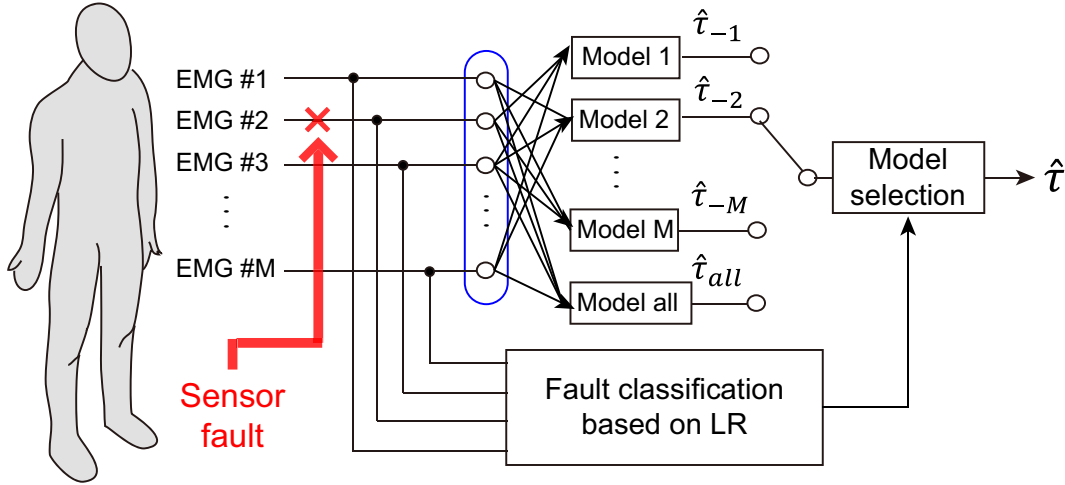 EMG #1
EMG #2
EMG #3
EMG #M
Sensor
fault
Model 1
Model 2
Model M
Model all
τ̂₋₁
τ̂₋₂
τ̂₋M
τ̂all
Model
selection
τ̂
Fault classification
based on LR